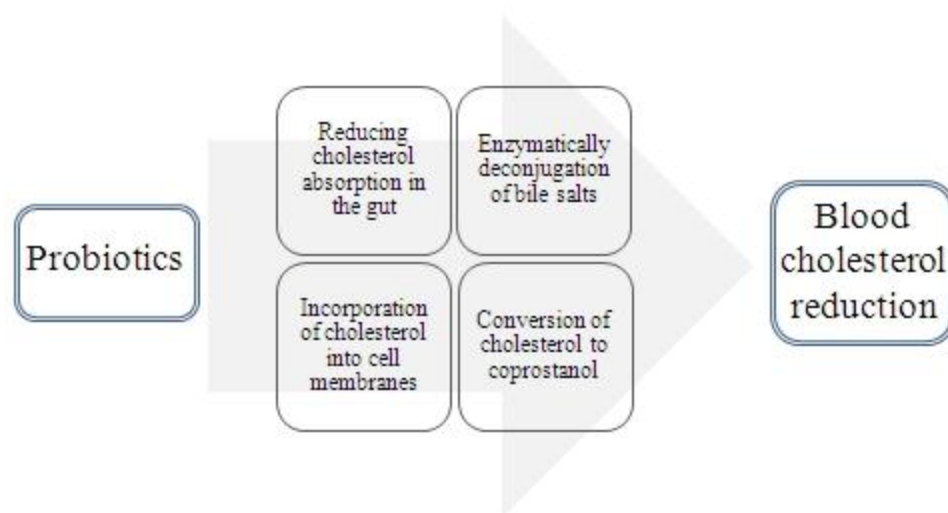 Probiotics
Reducing
cholesterol
absorption in
the gut
Enzymatically
deconjugation
of bile salts
Incorporation
of cholesterol
into cell
membranes
Conversion of
cholesterol to
coprostanol
Blood
cholesterol
reduction